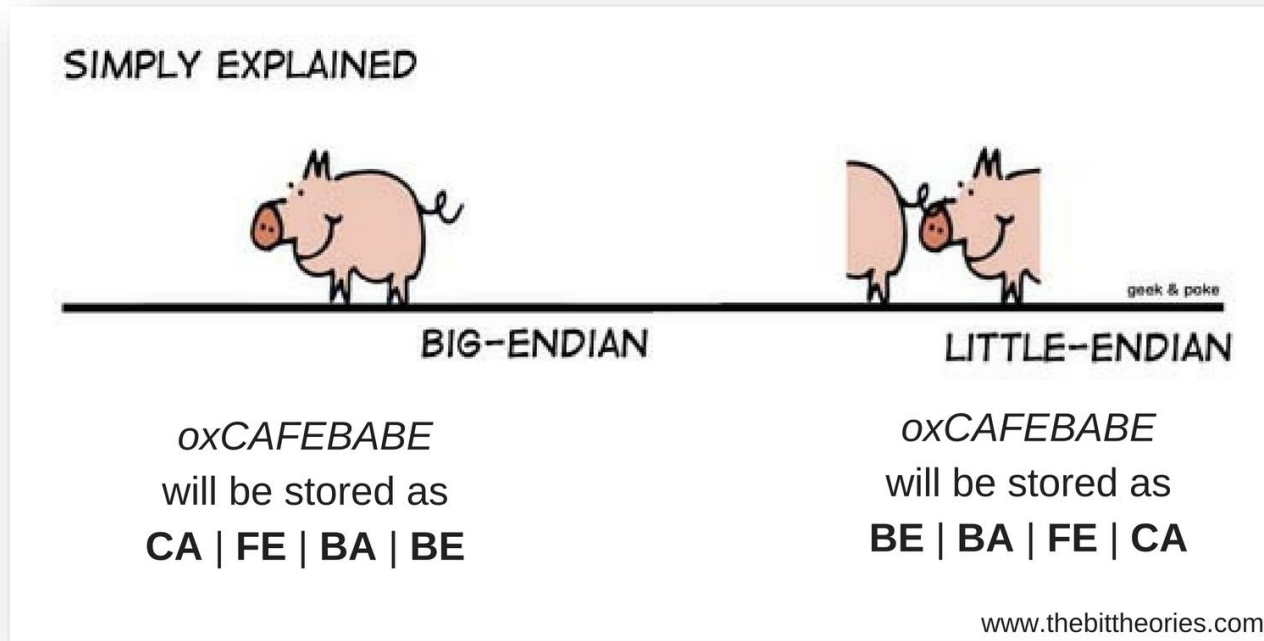 SIMPLY EXPLAINED
geek & poke
BIG-ENDIAN
LITTLE-ENDIAN
oxCAFEBABE
will be stored as
CA | FE | BA | BE
oxCAFEBABE
will be stored as
BE | BA | FE | CA
www.thebittheories.com